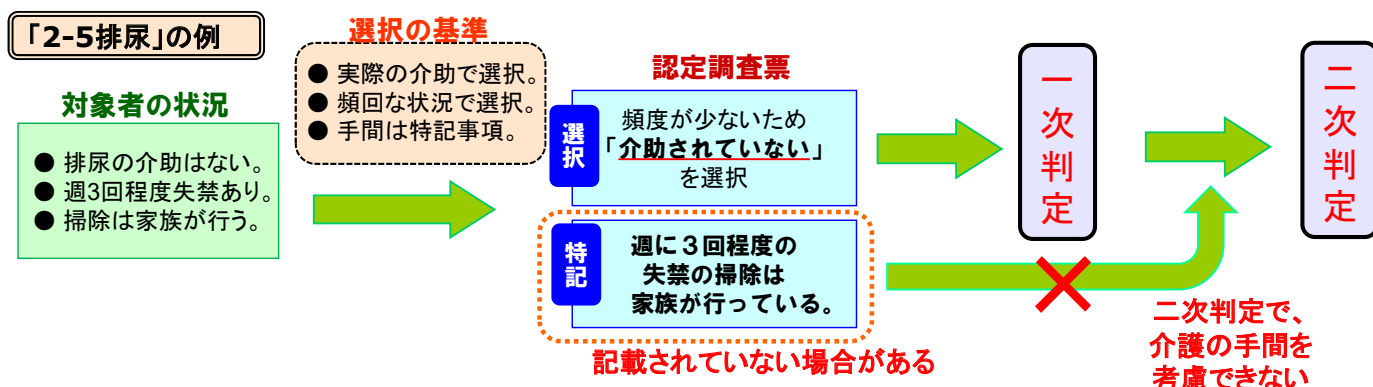 「2-5排尿」の例
対象者の状況
● 排尿の介助はない。
● 週3回程度失禁あり。
● 掃除は家族が行う。
選択の基準
● 実際の介助で選択。
● 頻回な状況で選択。
● 手間は特記事項。
認定調査票
選択
頻度が少ないため
「介助されていない」
を選択
特記
週に３回程度の
失禁の掃除は
家族が行っている。
記載されていない場合がある
一次判定
二次判定
二次判定で、
介護の手間を
考慮できない